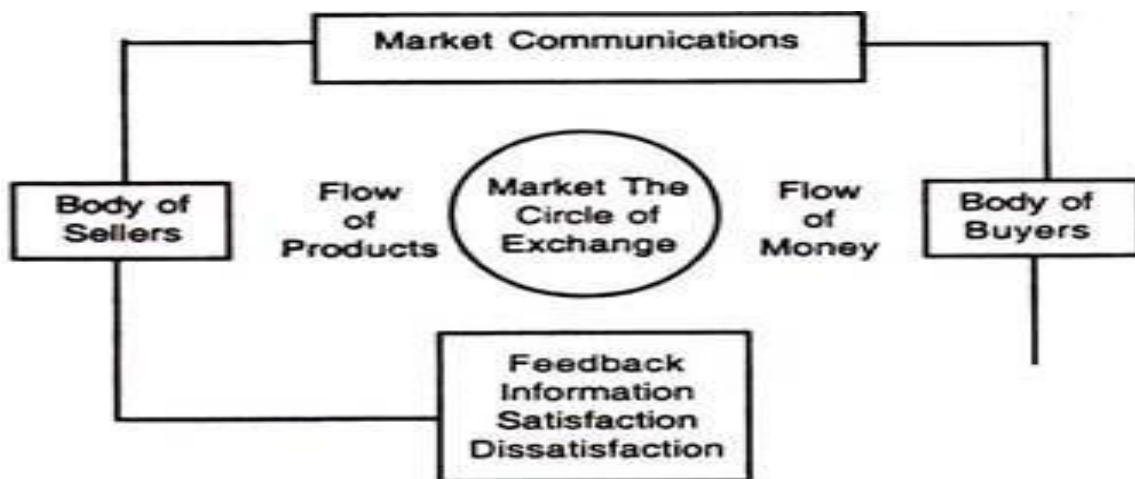 Market Communications
Body of
Sellers
Flow
of
Products
Market The
Circle of
Exchange
Flow
of
Money
Body of
Buyers
Feedback
Information
Satisfaction
Dissatisfaction